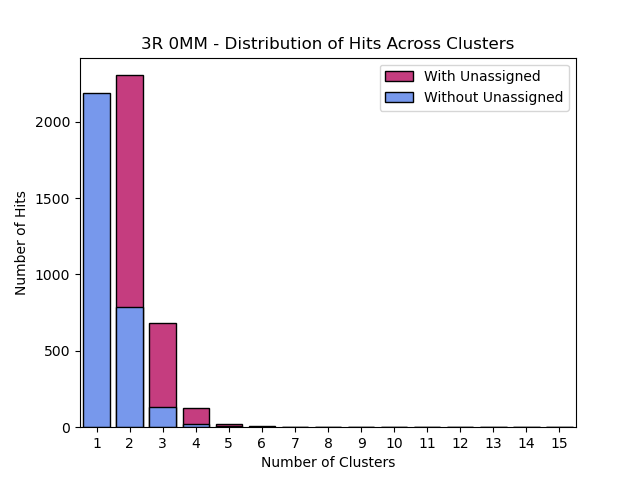 3R 0MM - Distribution of Hits Across Clusters
With Unassigned
Without Unassigned
Number of Hits
2000
1500
1000
500
0
1 2 3 4 5 6 7 8 9 10 11 12 13 14 15
Number of Clusters